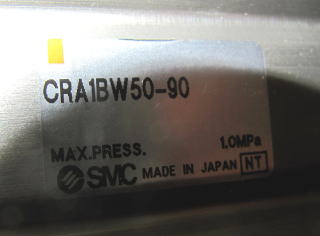 CRA1BW50-90
MAX.PRESS. 1.0MPa
SMC MADE IN JAPAN NT